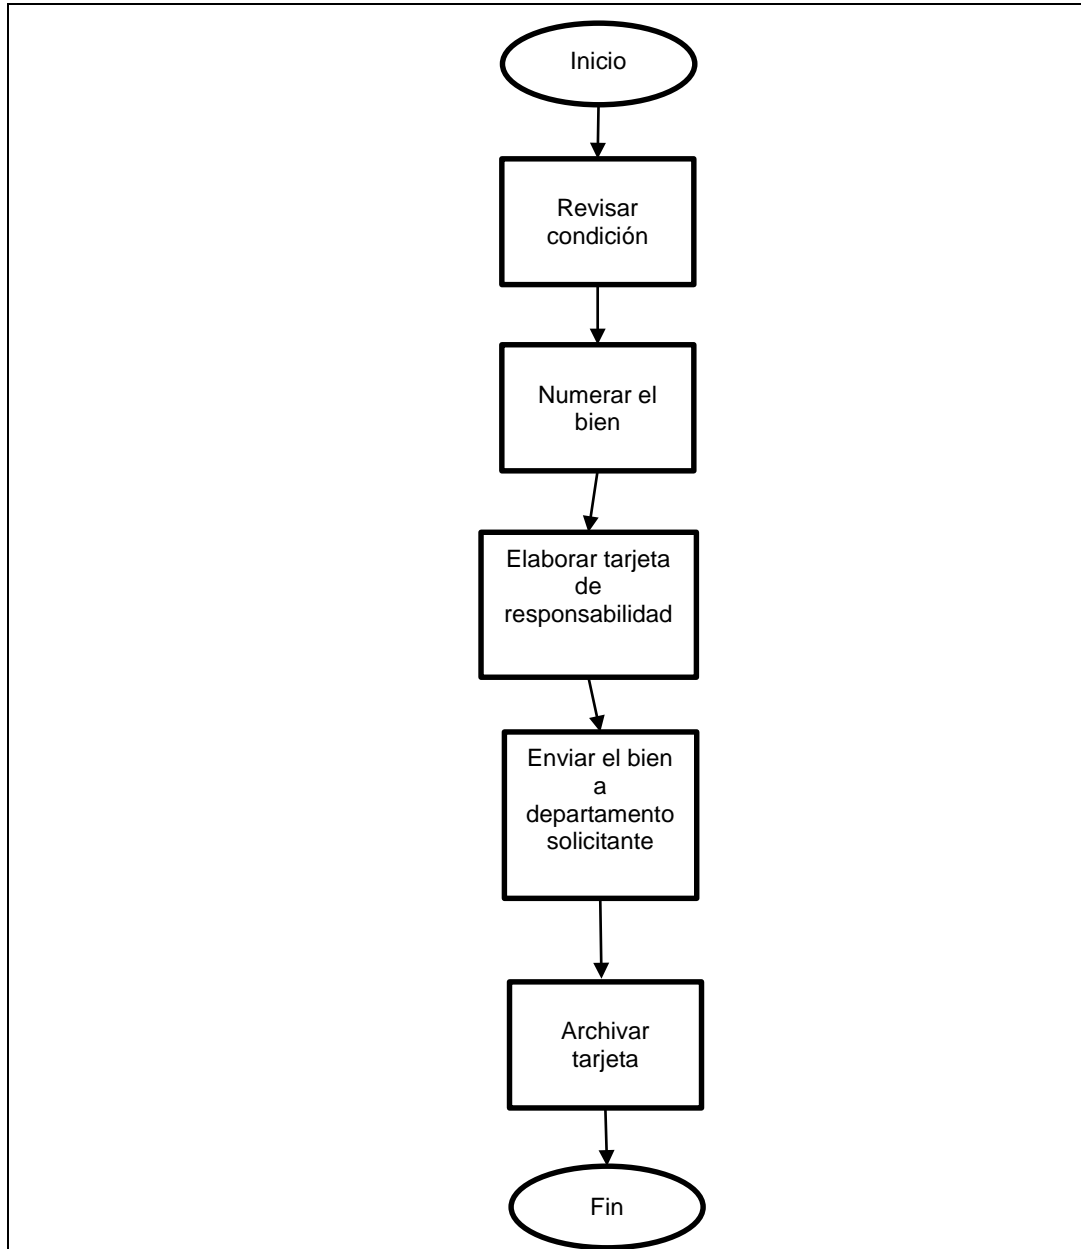 Inicio
Revisar
condición
Numerar el
bien
Elaborar tarjeta
de
responsabilidad
Enviar el bien
a
departamento
solicitante
Archivar
tarjeta
Fin